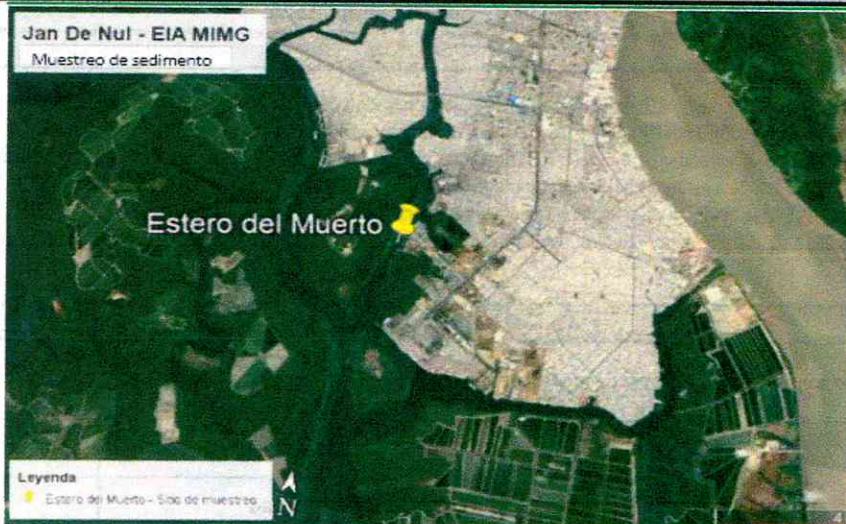 Jan De Nul - EIA MIMG
Muestreo de sedimento
Estero del Muerto
Leyenda
Estero del Muerto - Sitio de muestreo
N